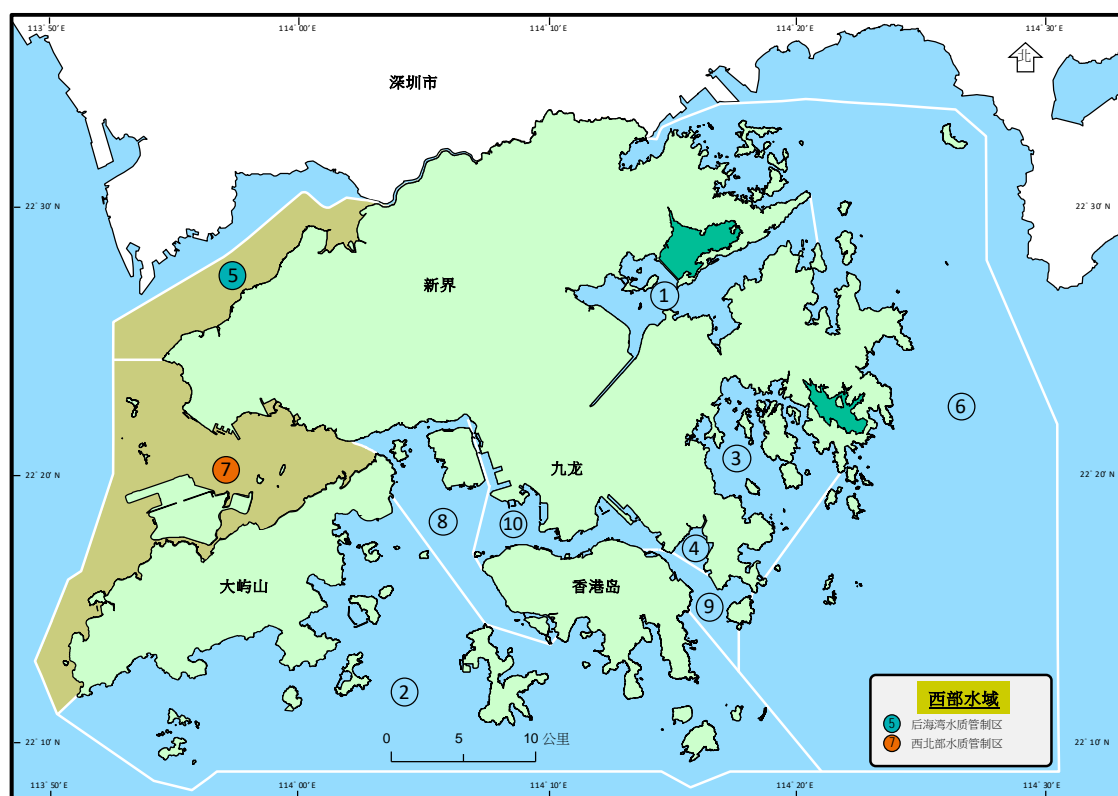 113° 50' E
114° 00' E
114° 10' E
114° 20' E
114° 30' E
北
深圳市
22° 30' N
22° 30' N
5
新界
1
6
3
22° 20' N
7
九龙
22° 20' N
8
10
4
大屿山
香港岛
9
2
西部水域
5 后海湾水质管制区
7 西北部水质管制区
0 5 10 公里
22° 10' N
22° 10' N
113° 50' E
114° 00' E
114° 10' E
114° 20' E
114° 30' E